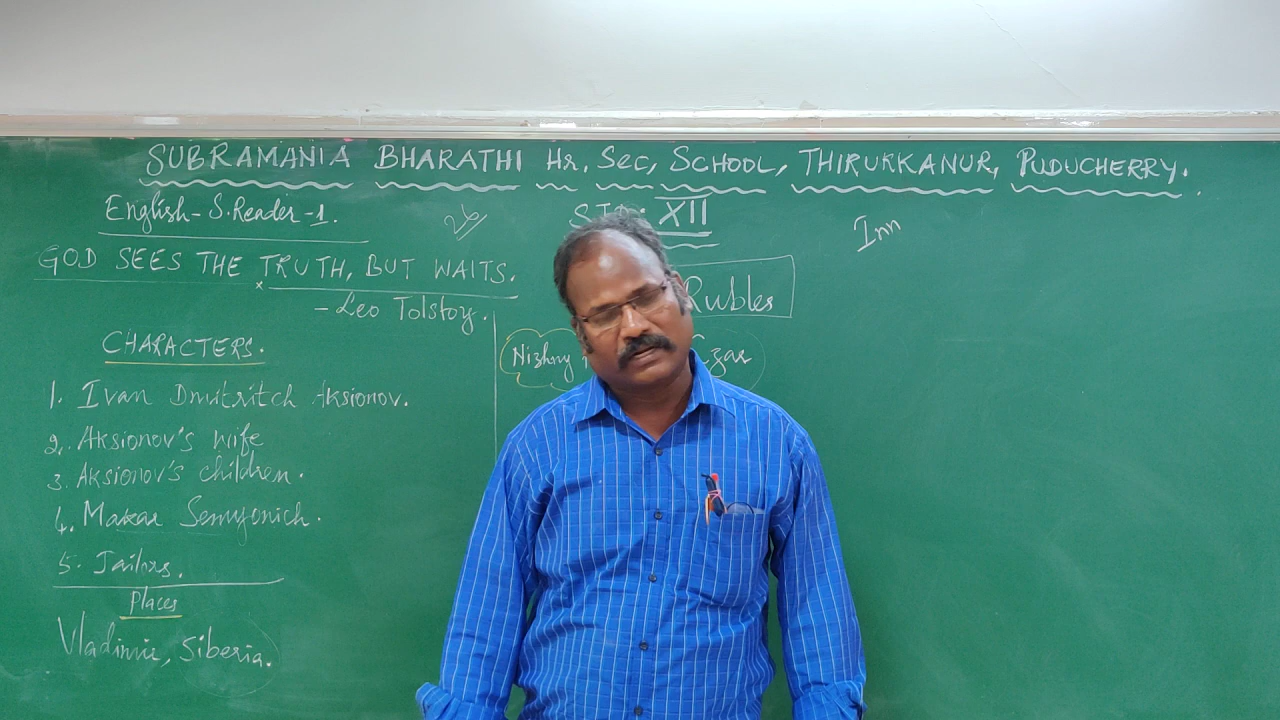 SUBRAMANIA BHARATHI Hr. Sec, SCHOOL, THIRUKKANUR, PUDUCHERRY.
English - S. Reader - 1.
STD: XII
Inn
GOD SEES THE TRUTH, BUT WAITS.
- Leo Tolstoy.
Rubles
Nizhny
Czar
CHARACTERS.
1. Ivan Dmitritch Aksionov.
2. Aksionov's wife
3. Aksionov's children.
4. Makar Semyonich.
5. Jailors.
Places
Vladimir, Siberia.